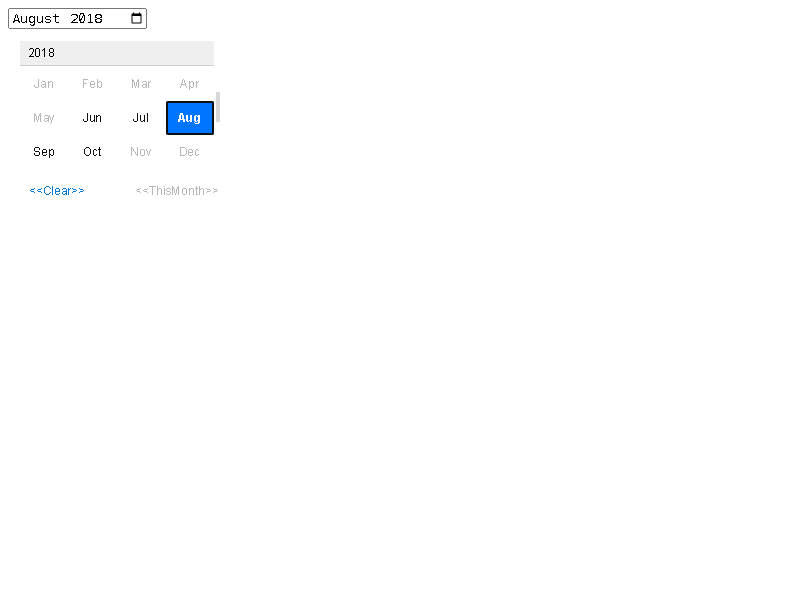 August 2018
2018
Jan Feb Mar Apr
May Jun Jul Aug
Sep Oct Nov Dec
<<Clear>> <<ThisMonth>>